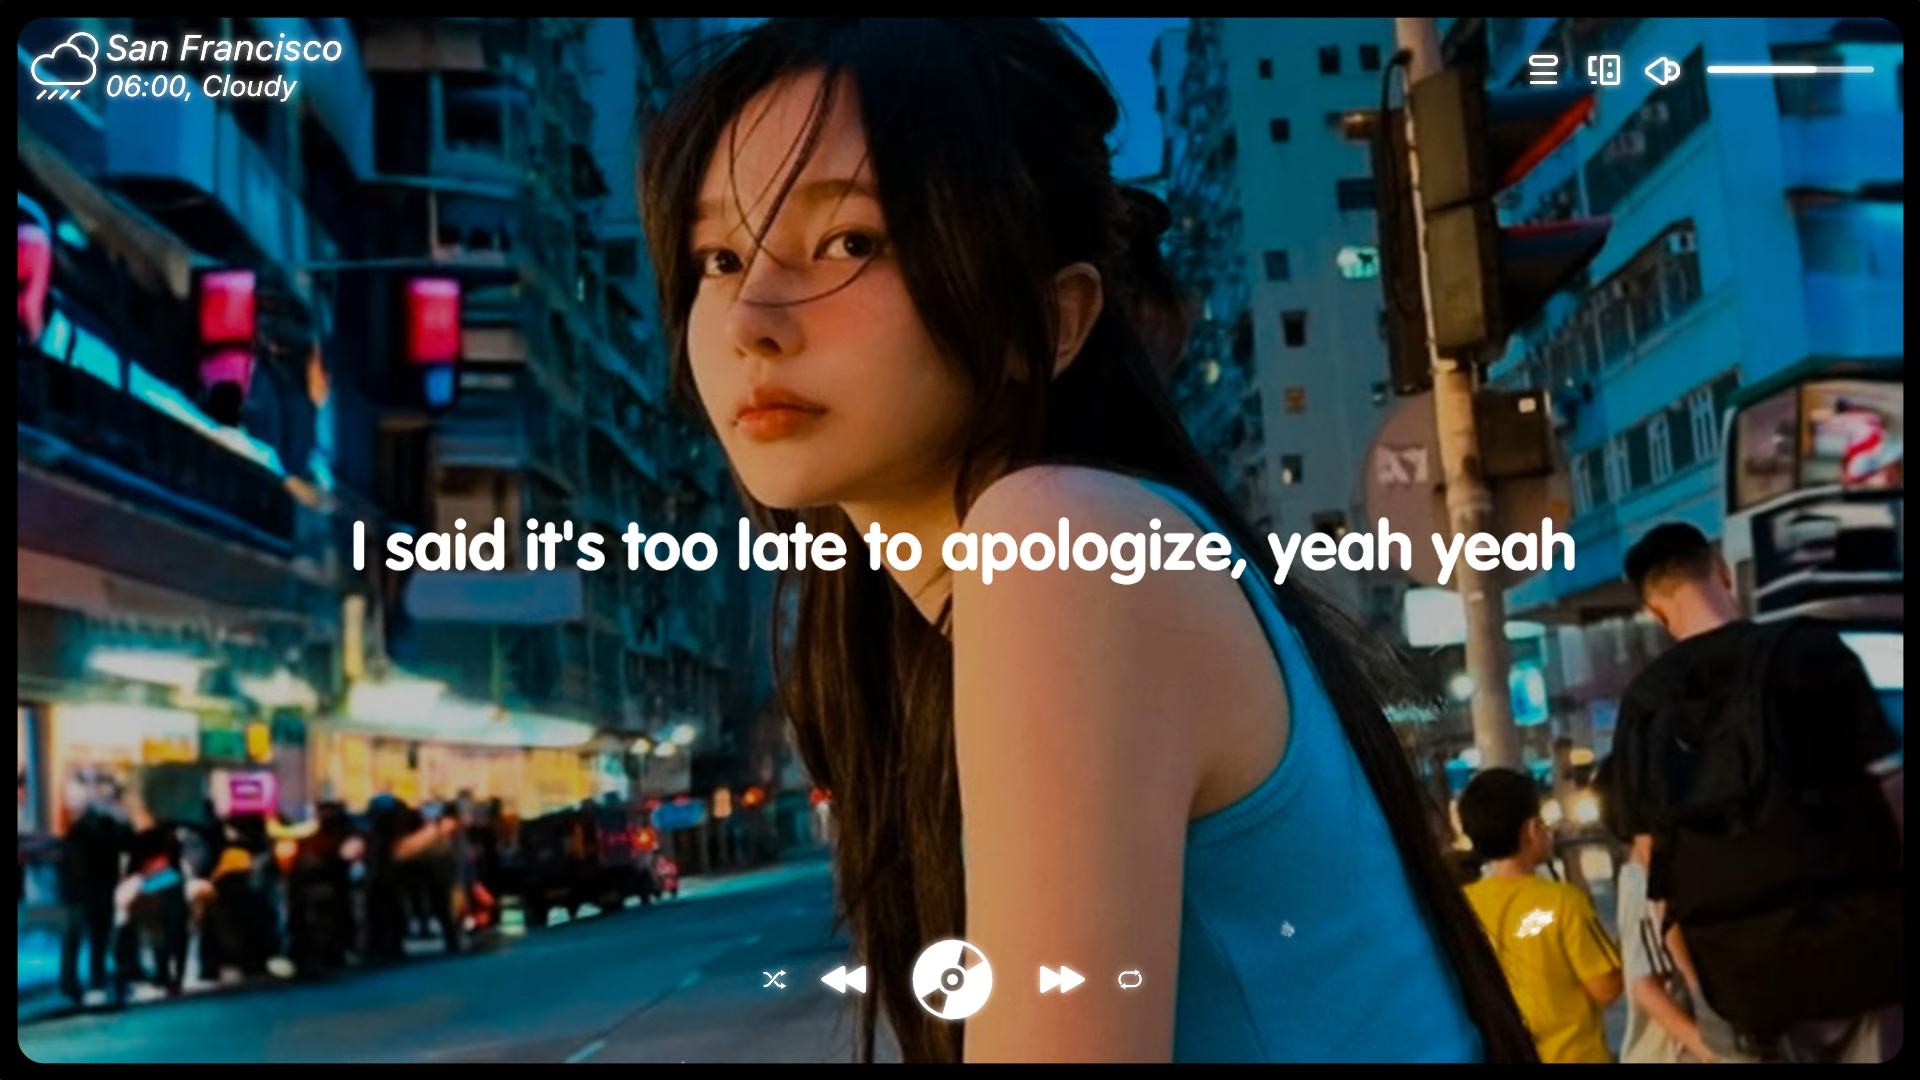 San Francisco
06:00, Cloudy
I said it's too late to apologize, yeah yeah